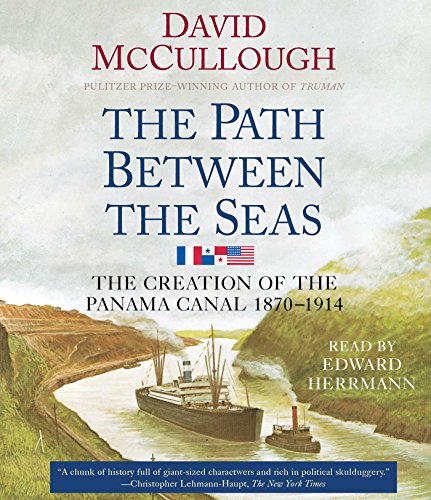 DAVID
McCULLOUGH
PULITZER PRIZE–WINNING AUTHOR OF TRUMAN
THE PATH
BETWEEN
THE SEAS
THE CREATION OF THE
PANAMA CANAL 1870–1914
READ BY
EDWARD
HERRMANN
“A chunk of history full of giant-sized charactwers and rich in political skulduggery.”
—Christopher Lehmann-Haupt, The New York Times